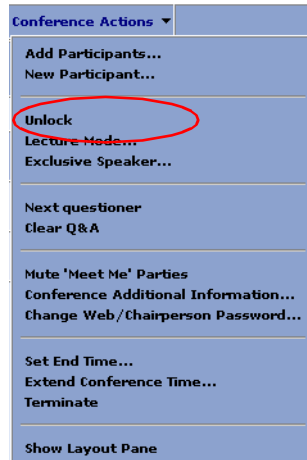 Conference Actions
Add Participants...
New Participant...
Unlock
Lecture Mode...
Exclusive Speaker...
Next questioner
Clear Q&A
Mute 'Meet Me' Parties
Conference Additional Information...
Change Web/Chairperson Password...
Set End Time...
Extend Conference Time...
Terminate
Show Layout Pane